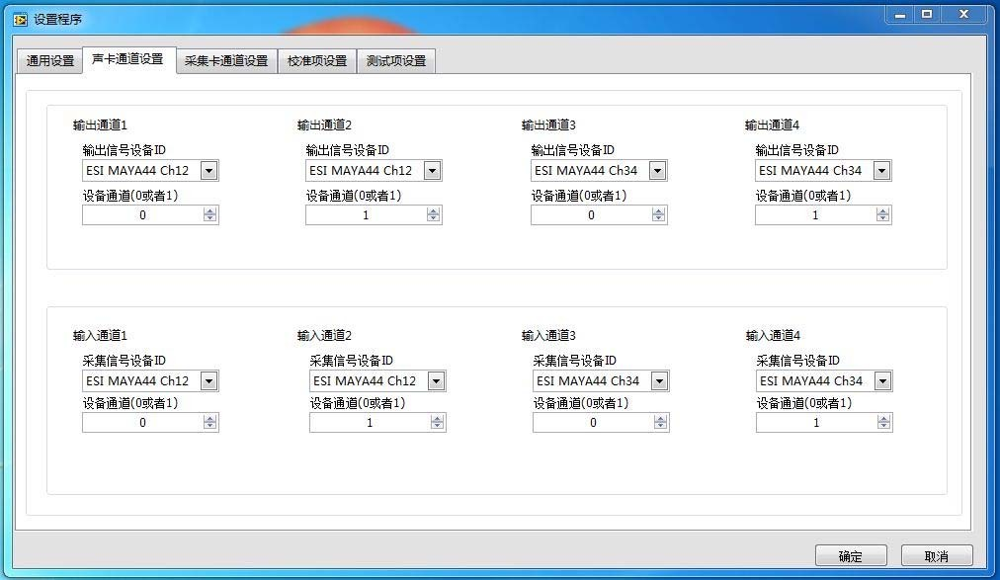 设置程序
通用设置 声卡通道设置 采集卡通道设置 校准项设置 测试项设置
输出通道1 输出通道2 输出通道3 输出通道4
输出信号设备ID 输出信号设备ID 输出信号设备ID 输出信号设备ID
ESI MAYA44 Ch12 ESI MAYA44 Ch12 ESI MAYA44 Ch34 ESI MAYA44 Ch34
设备通道(0或者1) 设备通道(0或者1) 设备通道(0或者1) 设备通道(0或者1)
0 1 0 1
输入通道1 输入通道2 输入通道3 输入通道4
采集信号设备ID 采集信号设备ID 采集信号设备ID 采集信号设备ID
ESI MAYA44 Ch12 ESI MAYA44 Ch12 ESI MAYA44 Ch34 ESI MAYA44 Ch34
设备通道(0或者1) 设备通道(0或者1) 设备通道(0或者1) 设备通道(0或者1)
0 1 0 1
确定 取消